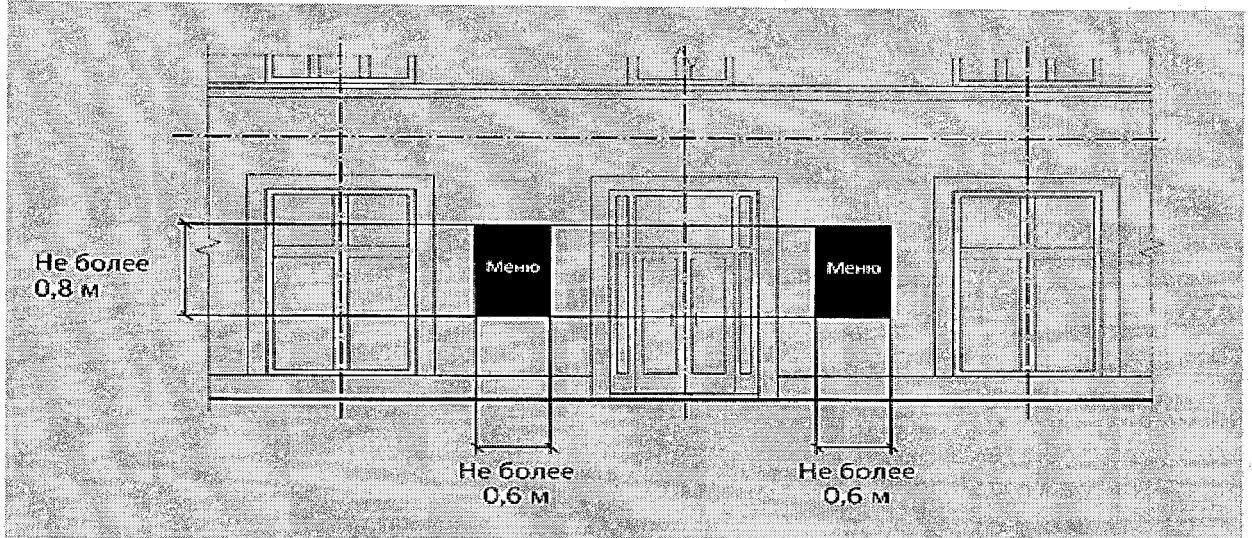 Меню
Меню
Не более
0,8 м
Не более
0,6 м
Не более
0,6 м